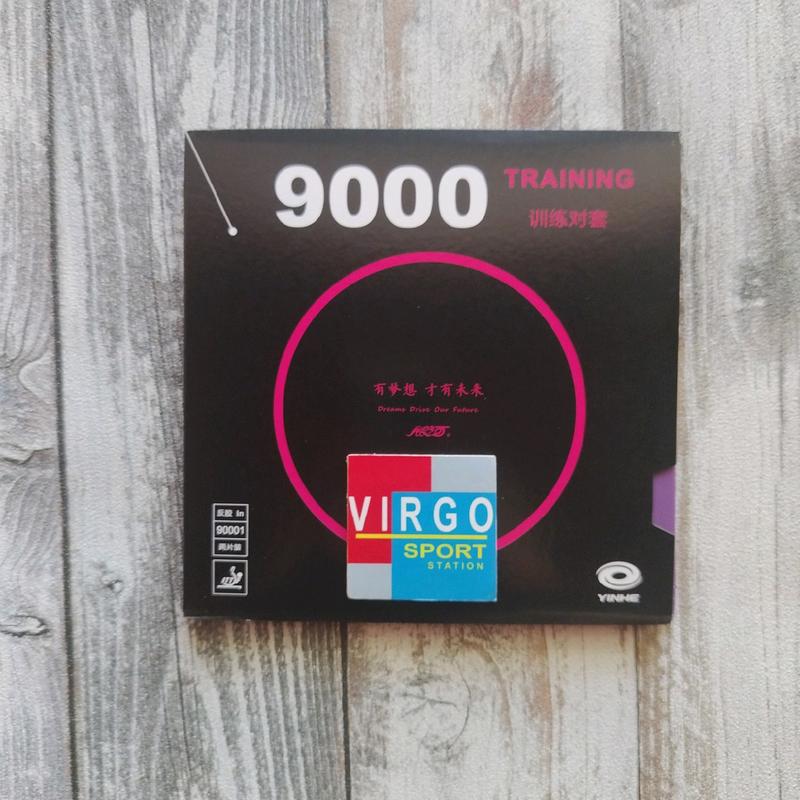 9000
TRAINING
训练对套
有梦想 才有未来
Dreams Drive Our Future
VIRGO
SPORT
STATION
反胶 In
90001
两片装
ITTF
YINHE